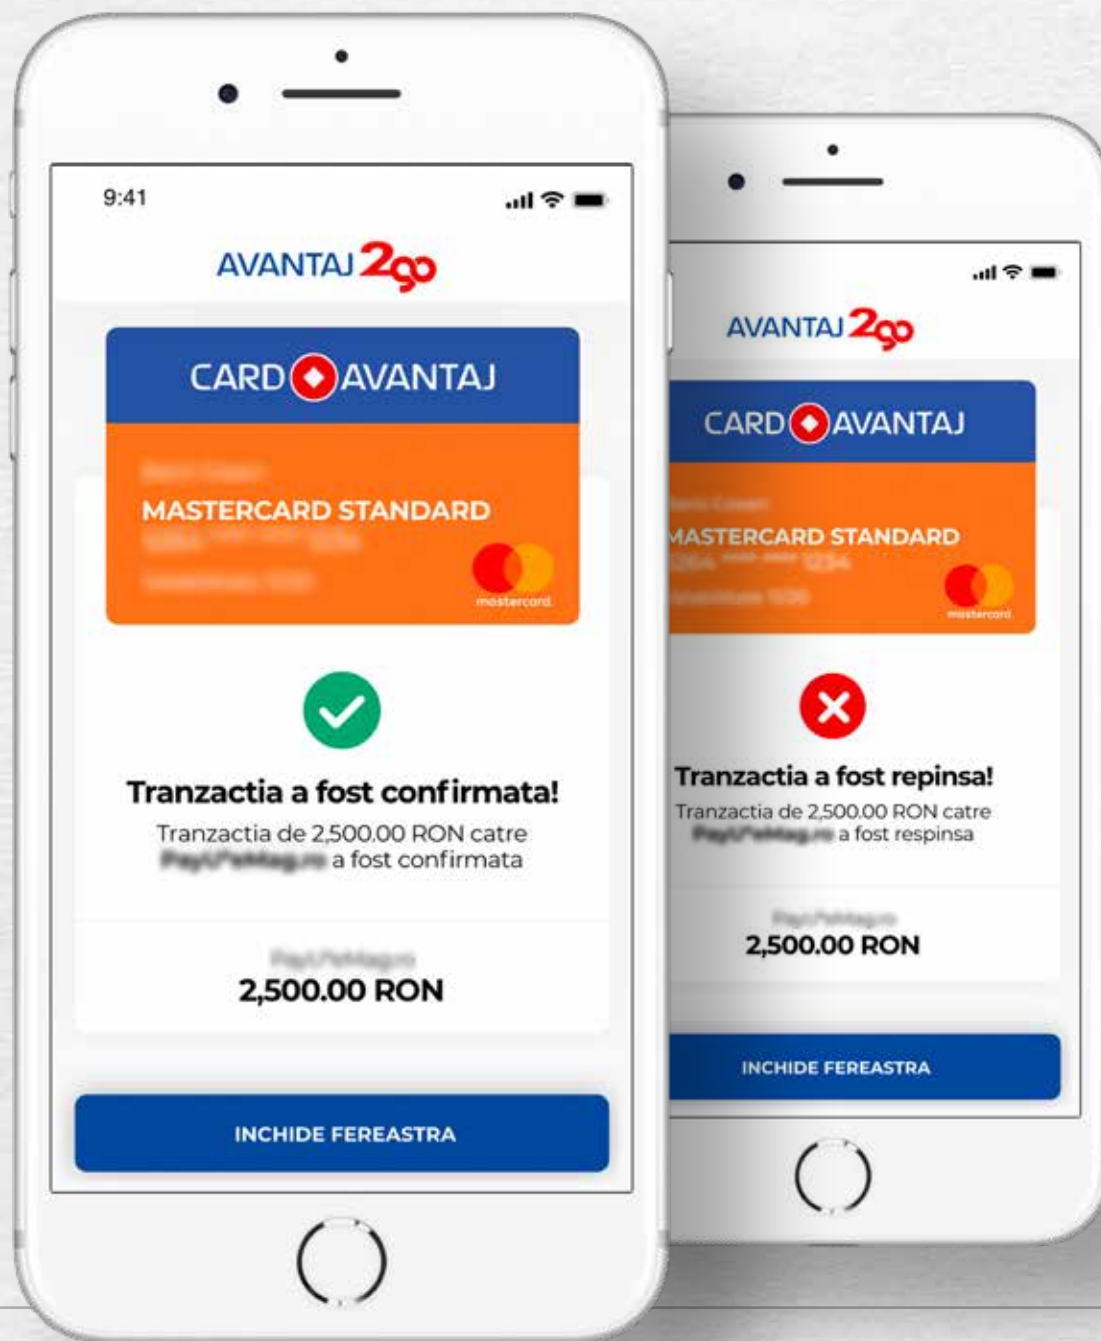 9:41
AVANTAJ 2go
CARD AVANTAJ
MASTERCARD STANDARD
mastercard.
Tranzactia a fost confirmata!
Tranzactia de 2,500.00 RON catre
a fost confirmata
2,500.00 RON
INCHIDE FEREASTRA
AVANTAJ 2go
CARD AVANTAJ
MASTERCARD STANDARD
mastercard
Tranzactia a fost repinsa!
Tranzactia de 2,500.00 RON catre
a fost respinsa
2,500.00 RON
INCHIDE FEREASTRA